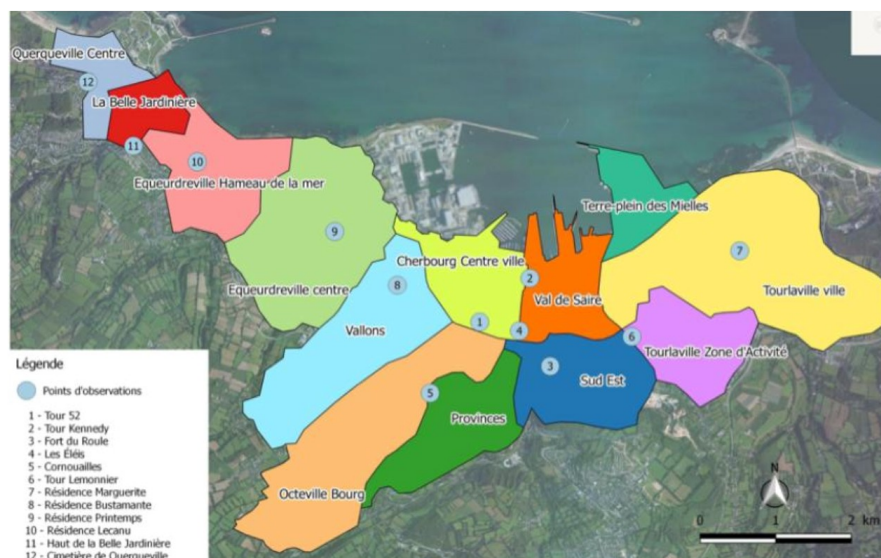 Querqueville Centre
12
La Belle Jardinière
11
10
Equeurdreville Hameau de la mer
9
Equeurdreville centre
Terre-plein des Mielles
7
Tourlaville ville
Cherbourg Centre ville
8
2
Val de Saire
Vallons
1
4
6
Tourlaville Zone d'Activité
3
Sud Est
5
Provinces
Octeville Bourg
Légende
Points d'observations
1 - Tour 52
2 - Tour Kennedy
3 - Fort du Roule
4 - Les Éléis
5 - Cornouailles
6 - Tour Lemonnier
7 - Résidence Marguerite
8 - Résidence Bustamante
9 - Résidence Printemps
10 - Résidence Lecanu
11 - Haut de la Belle Jardinière
12 - Cimetière de Querqueville
N
0 1 2 km